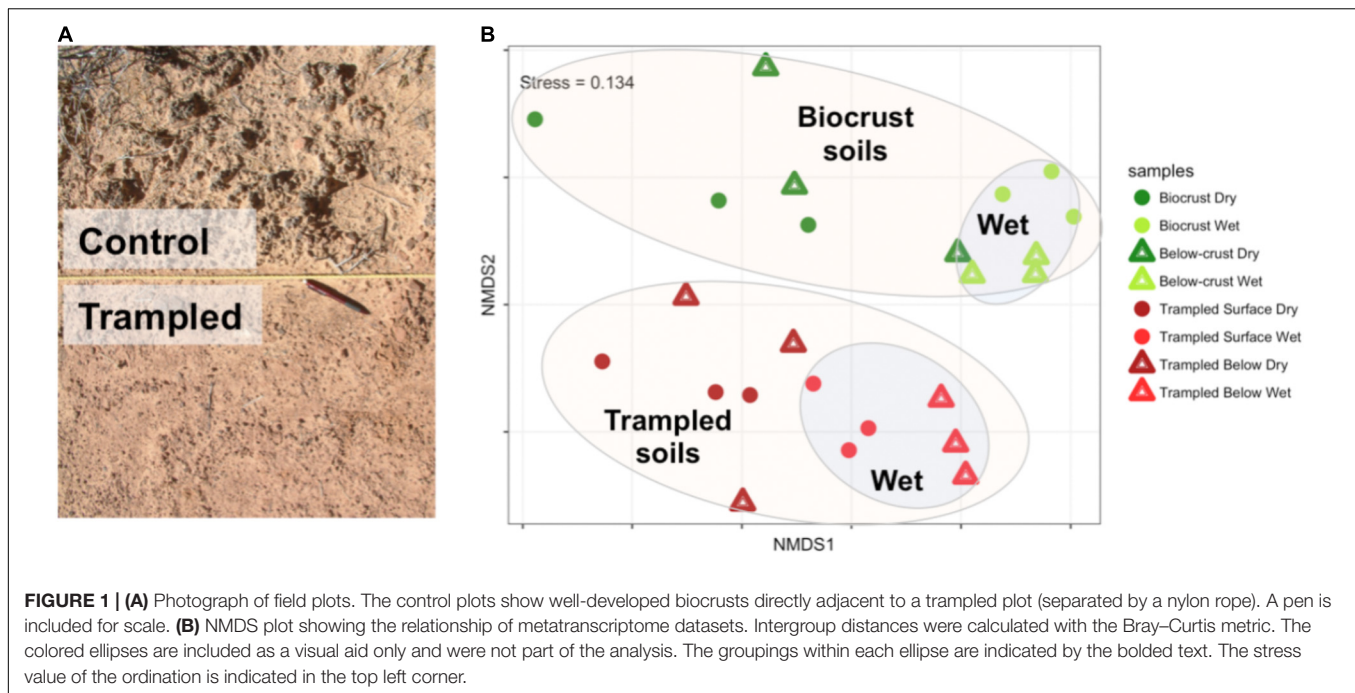 A
B
Control
Trampled
Stress = 0.134
Biocrust
soils
Wet
Trampled
soils
Wet
NMDS2
NMDS1
samples
Biocrust Dry
Biocrust Wet
Below-crust Dry
Below-crust Wet
Trampled Surface Dry
Trampled Surface Wet
Trampled Below Dry
Trampled Below Wet
FIGURE 1 | (A) Photograph of field plots. The control plots show well-developed biocrusts directly adjacent to a trampled plot (separated by a nylon rope). A pen is
included for scale. (B) NMDS plot showing the relationship of metatranscriptome datasets. Intergroup distances were calculated with the Bray–Curtis metric. The
colored ellipses are included as a visual aid only and were not part of the analysis. The groupings within each ellipse are indicated by the bolded text. The stress
value of the ordination is indicated in the top left corner.